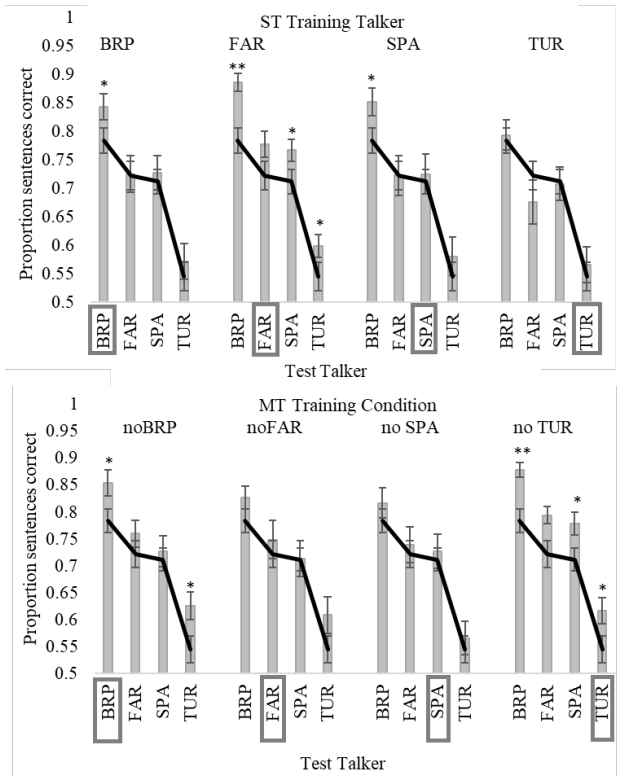 ST Training Talker
BRP FAR SPA TUR
1
0.95
0.9
0.85
0.8
0.75
0.7
0.65
0.6
0.55
0.5
Proportion sentences correct
* ** * * *
BRP FAR SPA TUR BRP FAR SPA TUR BRP FAR SPA TUR BRP FAR SPA TUR
Test Talker
MT Training Condition
noBRP noFAR no SPA no TUR
1
0.95
0.9
0.85
0.8
0.75
0.7
0.65
0.6
0.55
0.5
Proportion sentences correct
* * ** * *
BRP FAR SPA TUR BRP FAR SPA TUR BRP FAR SPA TUR BRP FAR SPA TUR
Test Talker